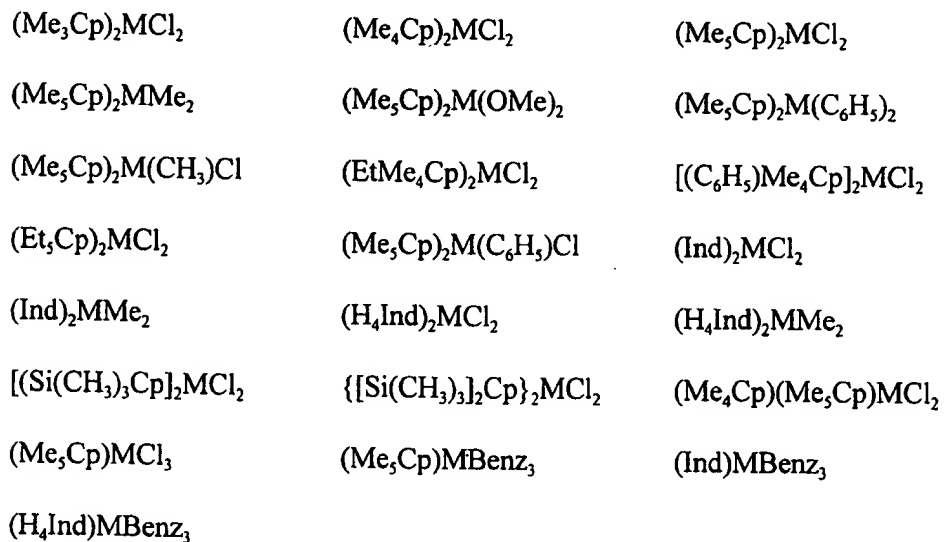 (Me₃Cp)₂MCl₂ (Me₄Cp)₂MCl₂ (Me₅Cp)₂MCl₂
(Me₅Cp)₂MMe₂ (Me₅Cp)₂M(OMe)₂ (Me₅Cp)₂M(C₆H₅)₂
(Me₅Cp)₂M(CH₃)Cl (EtMe₄Cp)₂MCl₂ [(C₆H₅)Me₄Cp]₂MCl₂
(Et₅Cp)₂MCl₂ (Me₅Cp)₂M(C₆H₅)Cl (Ind)₂MCl₂
(Ind)₂MMe₂ (H₄Ind)₂MCl₂ (H₄Ind)₂MMe₂
[(Si(CH₃)₃Cp]₂MCl₂ {[Si(CH₃)₃]₂Cp}₂MCl₂ (Me₄Cp)(Me₅Cp)MCl₂
(Me₅Cp)MCl₃ (Me₅Cp)MBenz₃ (Ind)MBenz₃
(H₄Ind)MBenz₃